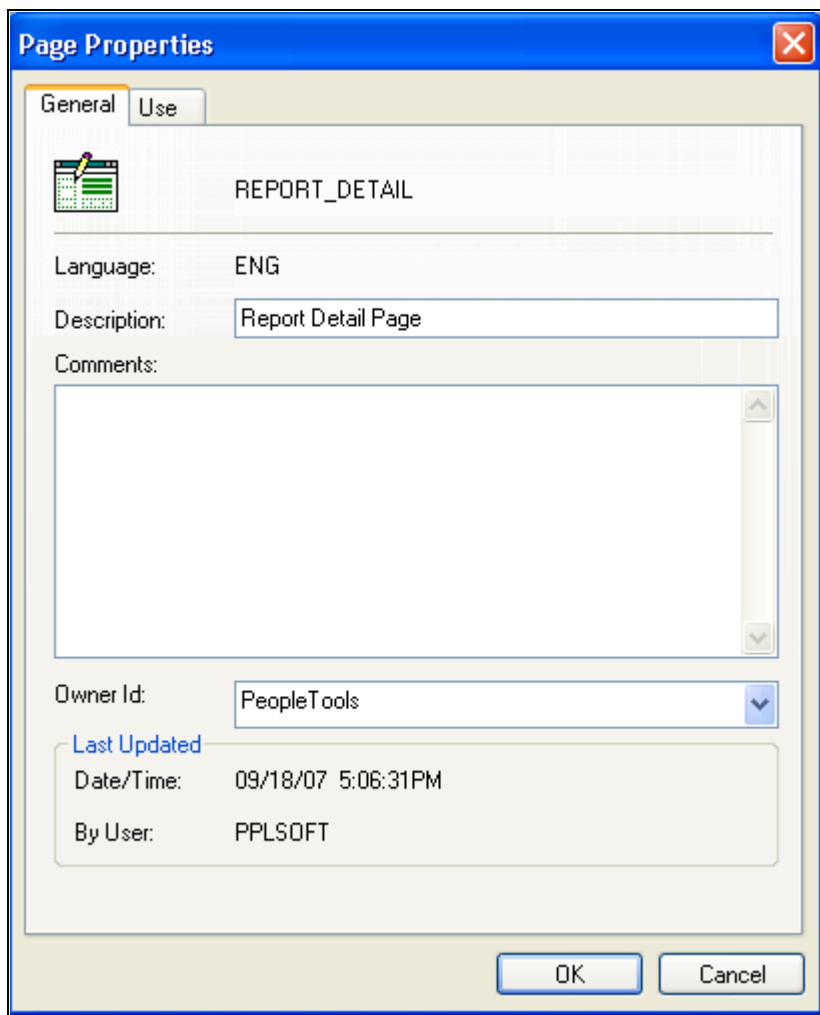 Page Properties
General Use
REPORT_DETAIL
Language: ENG
Description: Report Detail Page
Comments:
Owner Id: PeopleTools
Last Updated
Date/Time: 09/18/07 5:06:31PM
By User: PPLSOFT
OK Cancel